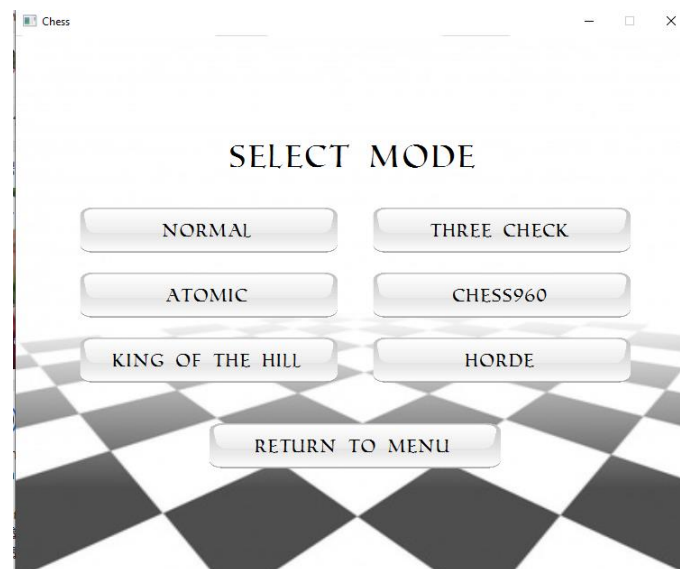 Chess
SELECT MODE
NORMAL
THREE CHECK
ATOMIC
CHESS960
KING OF THE HILL
HORDE
RETURN TO MENU